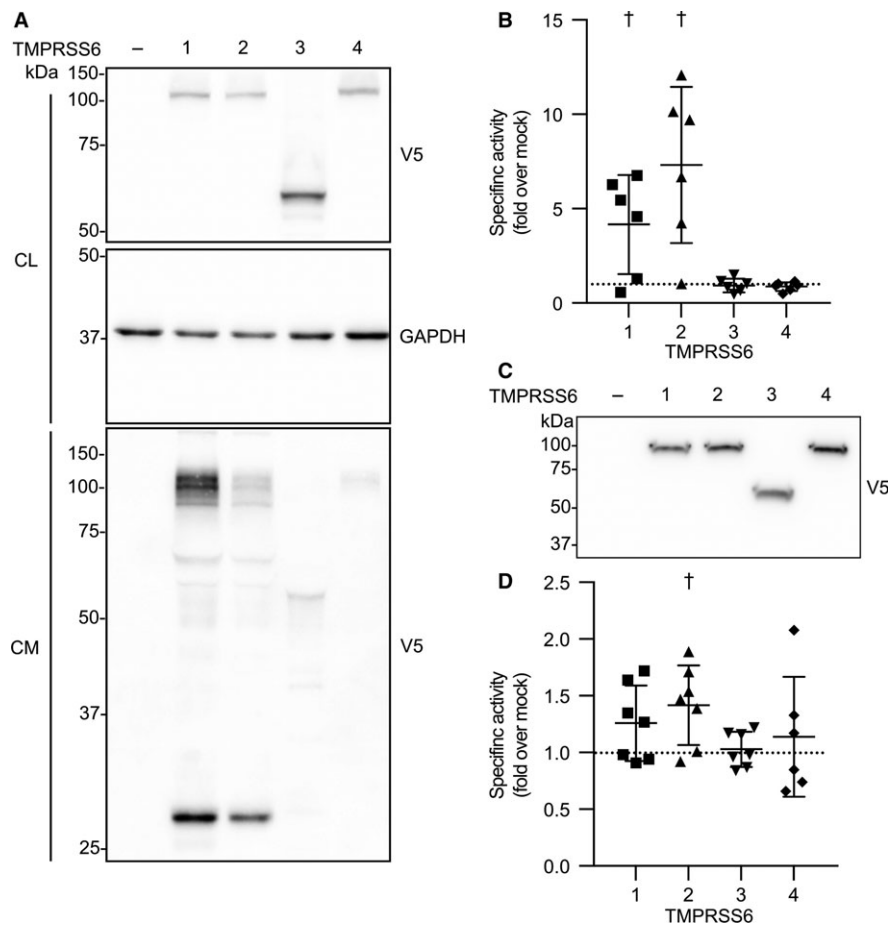 A
TMPRSS6 – 1 2 3 4
kDa
150-
100-
75-
50-
V5
CL
50-
37-
GAPDH
150-
100-
75-
50-
37-
25-
CM
V5
B
† †
15
10
5
0
Specifinc activity
(fold over mock)
1 2 3 4
TMPRSS6
C
TMPRSS6 – 1 2 3 4
kDa
100-
75-
50-
37-
V5
D
†
2.5
2.0
1.5
1.0
0.5
0.0
Specifinc activity
(fold over mock)
1 2 3 4
TMPRSS6